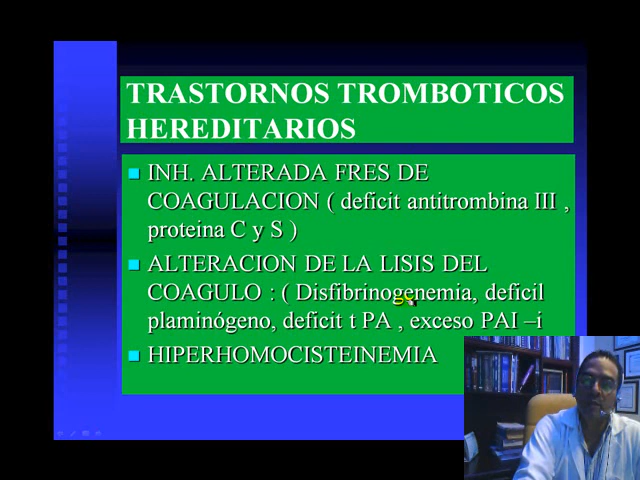 TRASTORNOS TROMBOTICOS
HEREDITARIOS
INH. ALTERADA FRES DE
COAGULACION ( deficit antitrombina III ,
proteina C y S )
ALTERACION DE LA LISIS DEL
COAGULO : ( Disfibrinogenemia, deficil
plaminógeno, deficit t PA , exceso PAI –i
HIPERHOMOCISTEINEMIA